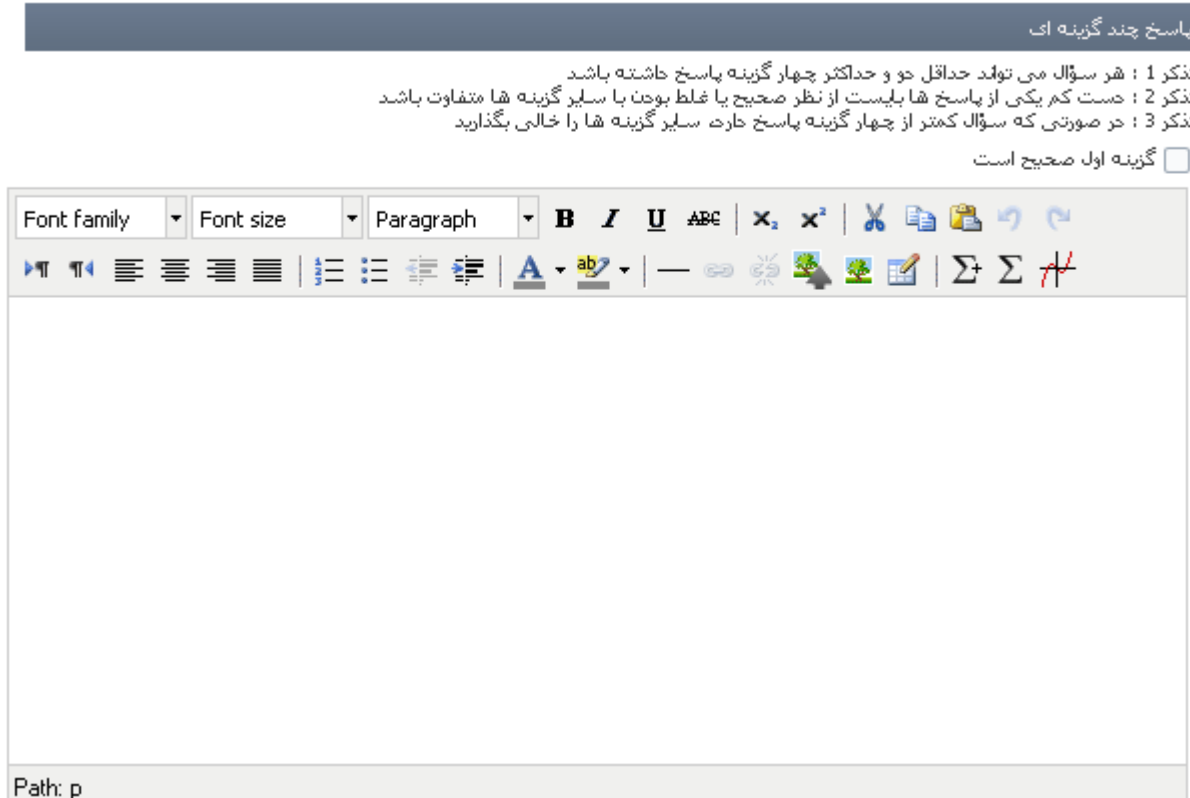 پاسخ چند گزینه ای
تذکر 1 : هر سؤال می تواند حداقل دو و حداکثر چهار گزینه پاسخ داشته باشد
تذکر 2 : دست کم یکی از پاسخ ها بایست از نظر صحیح یا غلط بودن با سایر گزینه ها متفاوت باشد
تذکر 3 : در صورتی که سؤال کمتر از چهار گزینه پاسخ دارد، سایر گزینه ها را خالی بگذارید
گزینه اول صحیح است
Font family Font size Paragraph B I U ABC
Path: p